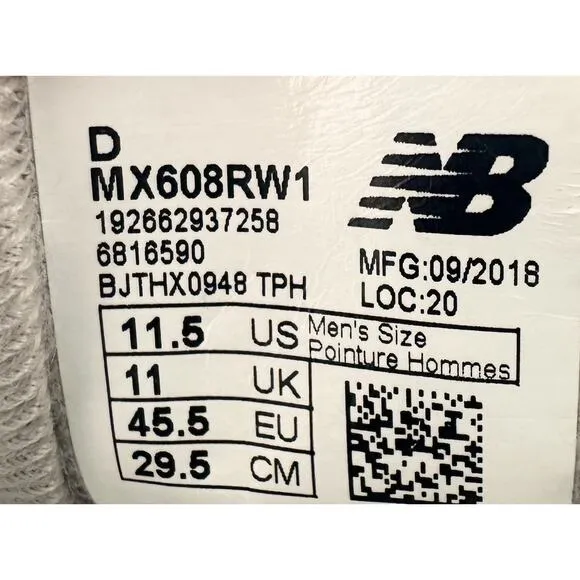 D
MX608RW1
192662937258
6816590
BJTHX0948 TPH
NB
MFG:09/2018
LOC:20
11.5 US
Men's Size
Pointure Hommes
11 UK
45.5 EU
29.5 CM